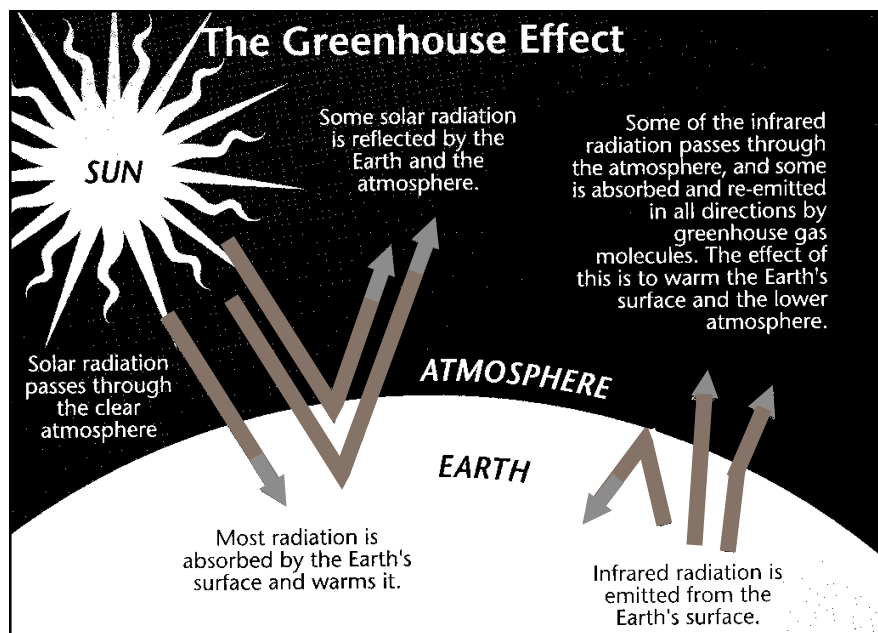 The Greenhouse Effect
SUN
Some solar radiation
is reflected by the
Earth and the
atmosphere.
Some of the infrared
radiation passes through
the atmosphere, and some
is absorbed and re-emitted
in all directions by
greenhouse gas
molecules. The effect of
this is to warm the Earth's
surface and the lower
atmosphere.
Solar radiation
passes through
the clear
atmosphere
ATMOSPHERE
EARTH
Most radiation is
absorbed by the Earth's
surface and warms it.
Infrared radiation is
emitted from the
Earth's surface.